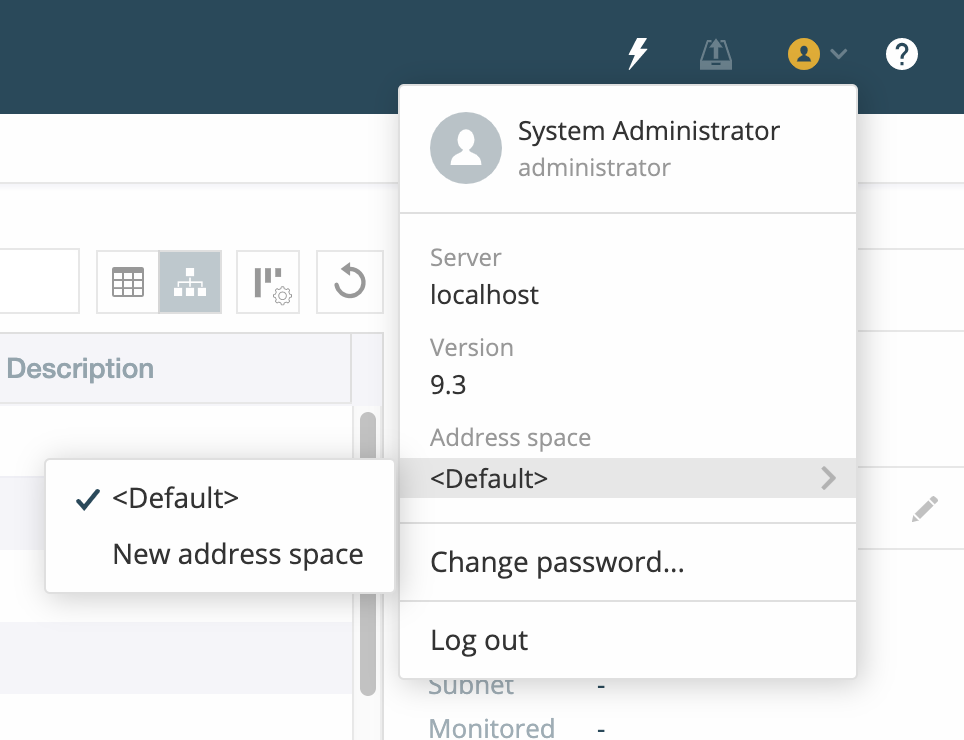 System Administrator
administrator
Server
localhost
Version
9.3
Description
Address space
<Default>
<Default>
New address space
Change password...
Log out
Subnet -
Monitored -